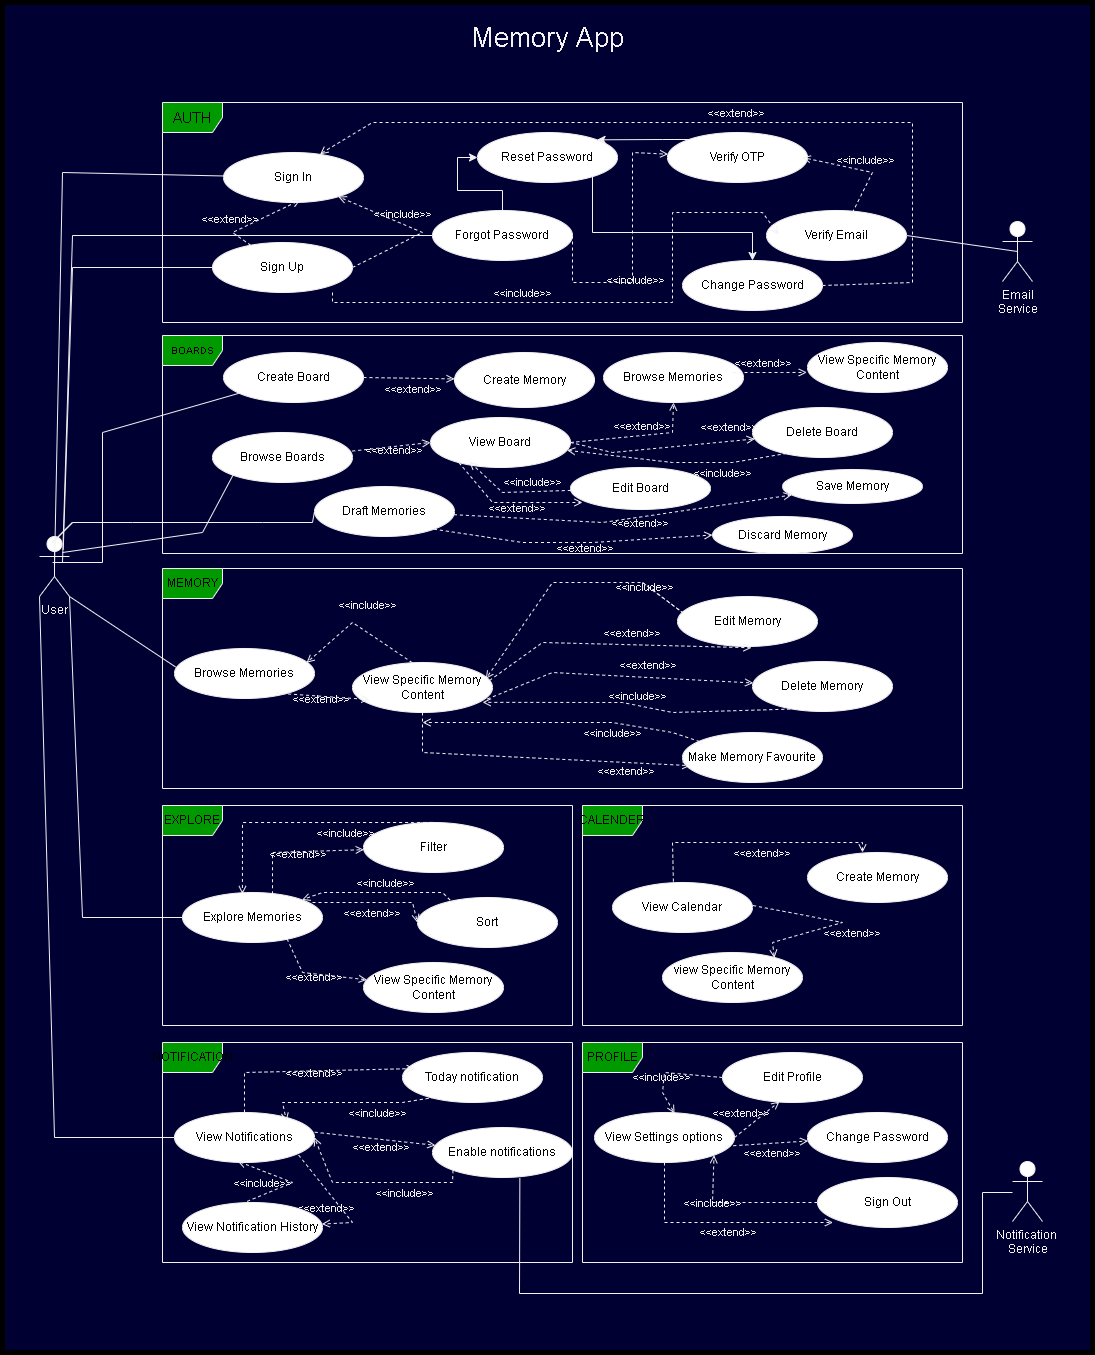 Memory App
AUTH
<<extend>>
Sign In
Reset Password
Verify OTP
<<include>>
<<extend>>
<<include>>
Forgot Password
Verify Email
Sign Up
<<include>>
<<include>>
Change Password
Email
Service
BOARDS
Create Board
<<extend>>
Create Memory
Browse Memories
<<extend>>
View Specific Memory
Content
Browse Boards
<<extend>>
View Board
<<extend>>
<<extend>>
Delete Board
<<include>>
<<include>>
Edit Board
<<extend>>
Save Memory
Draft Memories
<<extend>>
Discard Memory
<<extend>>
User
MEMORY
<<include>>
<<include>>
Edit Memory
<<extend>>
Browse Memories
<<extend>>
View Specific Memory
Content
<<extend>>
Delete Memory
<<include>>
<<include>>
Make Memory Favourite
<<extend>>
EXPLORE
<<include>>
Filter
<<extend>>
<<include>>
Explore Memories
<<extend>>
Sort
<<extend>>
View Specific Memory
Content
CALENDER
<<extend>>
Create Memory
View Calendar
<<extend>>
view Specific Memory
Content
OTIFICATIO
<<extend>>
Today notification
<<include>>
View Notifications
<<extend>>
Enable notifications
<<include>>
<<include>>
<<extend>>
View Notification History
PROFILE
<<include>>
Edit Profile
<<extend>>
View Settings options
Change Password
<<extend>>
<<include>>
Sign Out
<<extend>>
Notification
Service